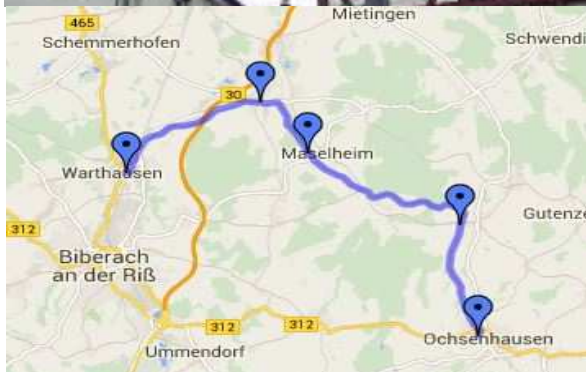 Mietingen
465
Schemmerhofen
Schwendi
30
Maselheim
Warthausen
Gutenze
312
Biberach
an der Riß
312
312
Ochsenhausen
Ummendorf